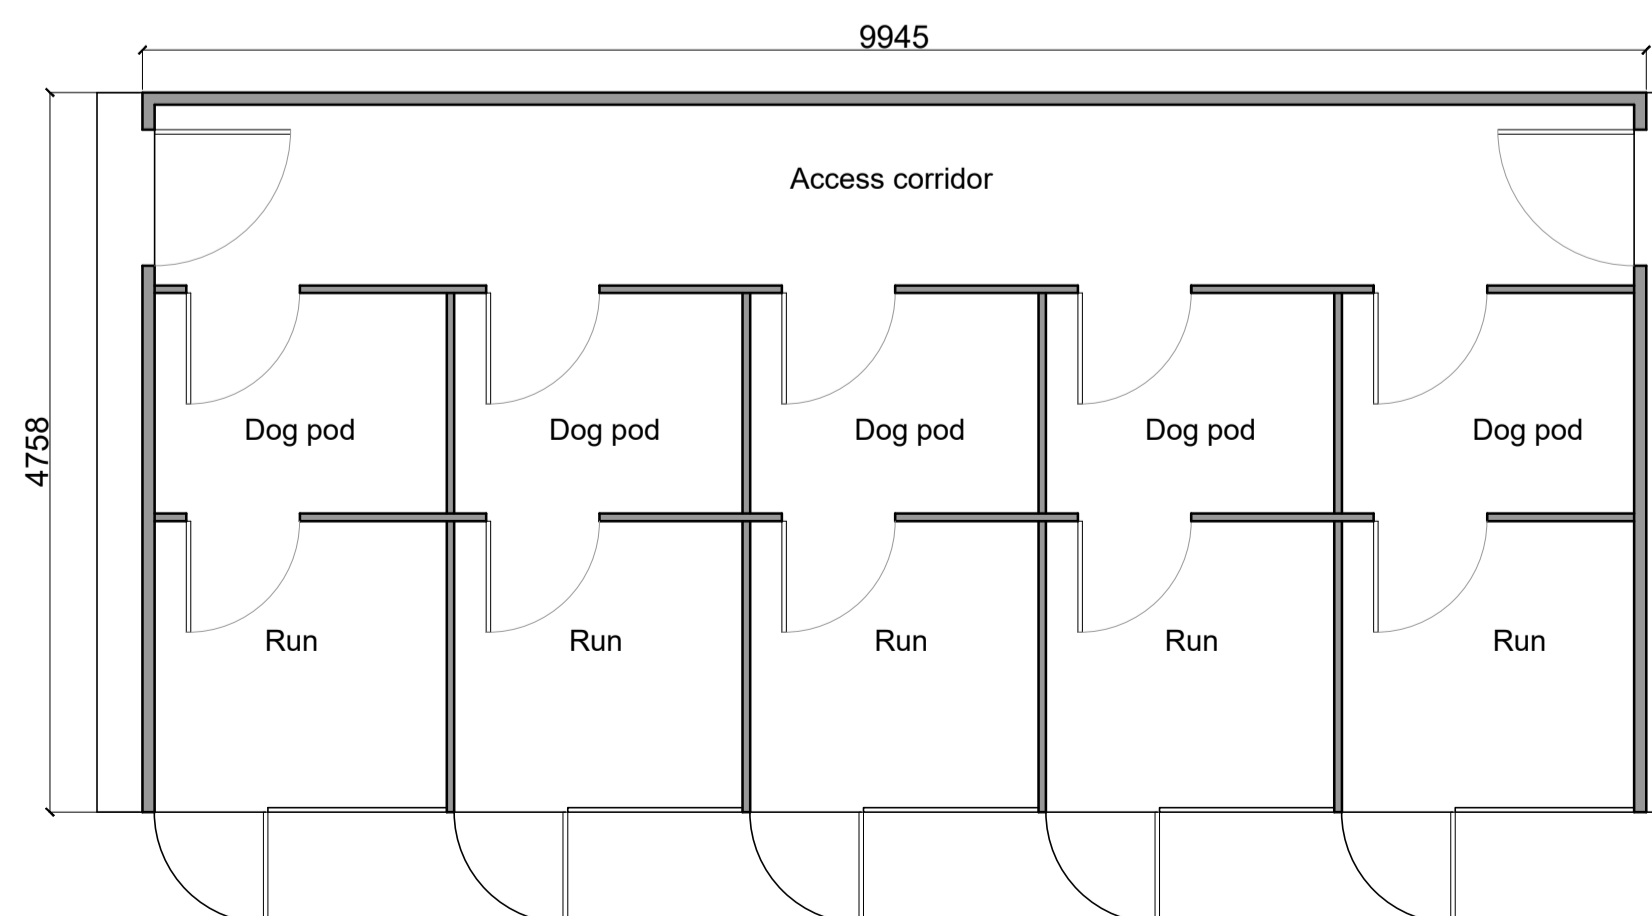 9945
Access corridor
4758
Dog pod Dog pod Dog pod Dog pod Dog pod
Run Run Run Run Run